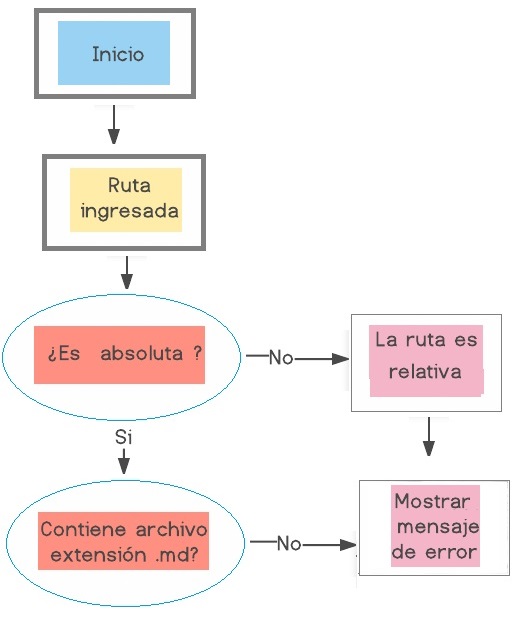 Inicio
Ruta
ingresada
¿Es absoluta ?
No
La ruta es
relativa
Si
Contiene archivo
extensión .md?
No
Mostrar
mensaje
de error